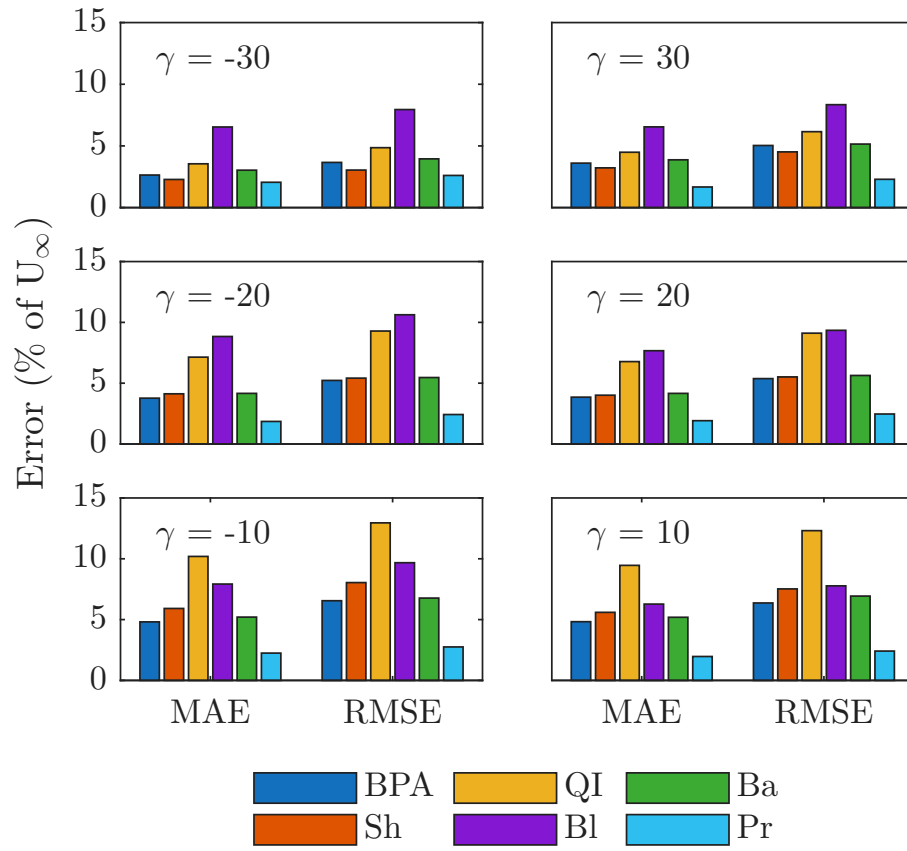 Error (% of U∞)
15
10
5
0
γ = -30
γ = 30
15
10
5
0
γ = -20
γ = 20
15
10
5
0
γ = -10
γ = 10
MAE RMSE MAE RMSE
BPA QI Ba
Sh Bl Pr